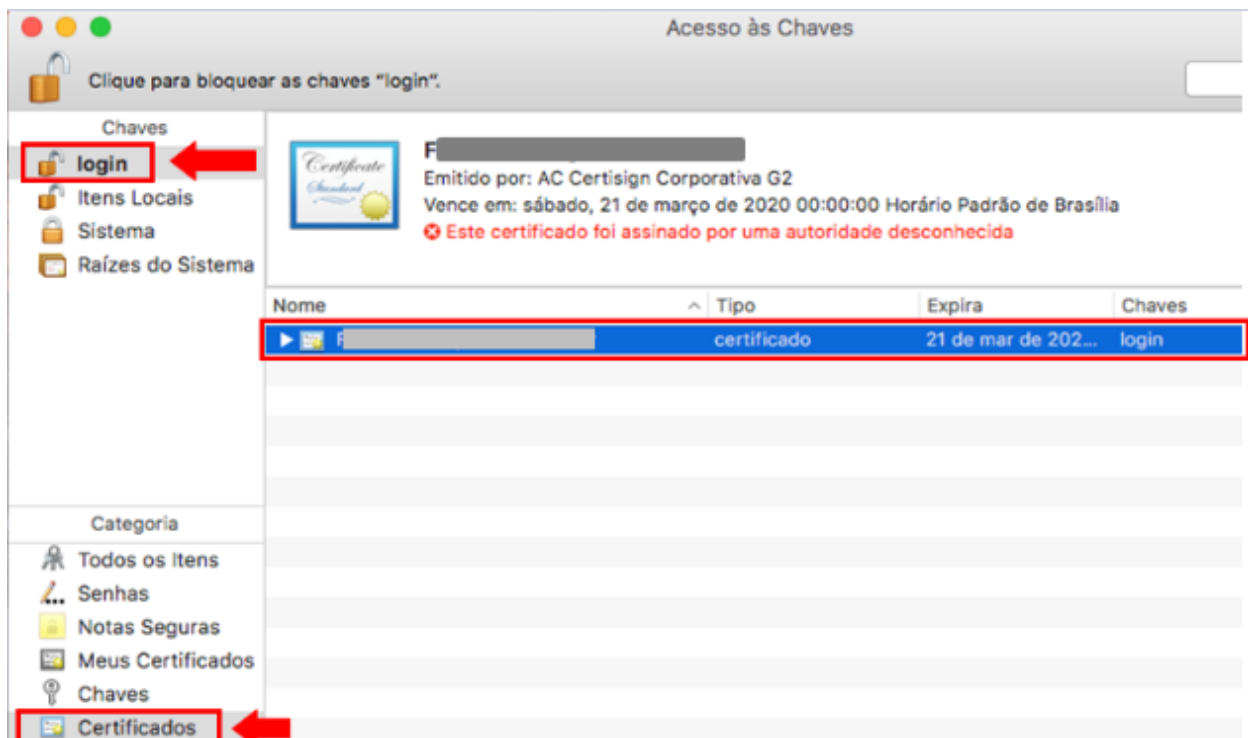 Acesso às Chaves
Clique para bloquear as chaves "login".
Chaves
login
Itens Locais
Sistema
Raízes do Sistema
Certificate
Standard
F
Emitido por: AC Certisign Corporativa G2
Vence em: sábado, 21 de março de 2020 00:00:00 Horário Padrão de Brasília
Este certificado foi assinado por uma autoridade desconhecida
Nome Tipo Expira Chaves
certificado 21 de mar de 202... login
Categoria
Todos os Itens
Senhas
Notas Seguras
Meus Certificados
Chaves
Certificados